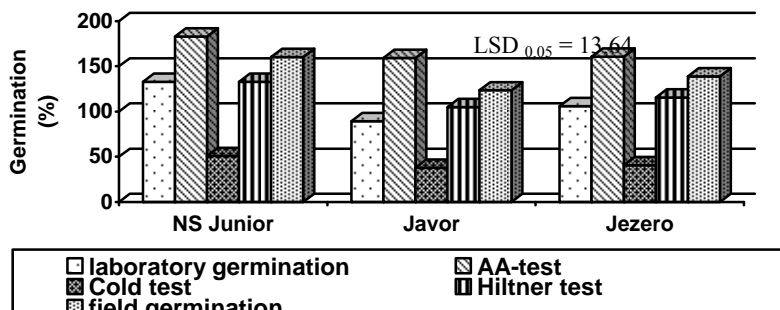 200
LSD 0,05 = 13,64
150
100
50
0
Germination
(%)
NS Junior Javor Jezero
laboratory germination AA-test
Cold test Hiltner test
field germination